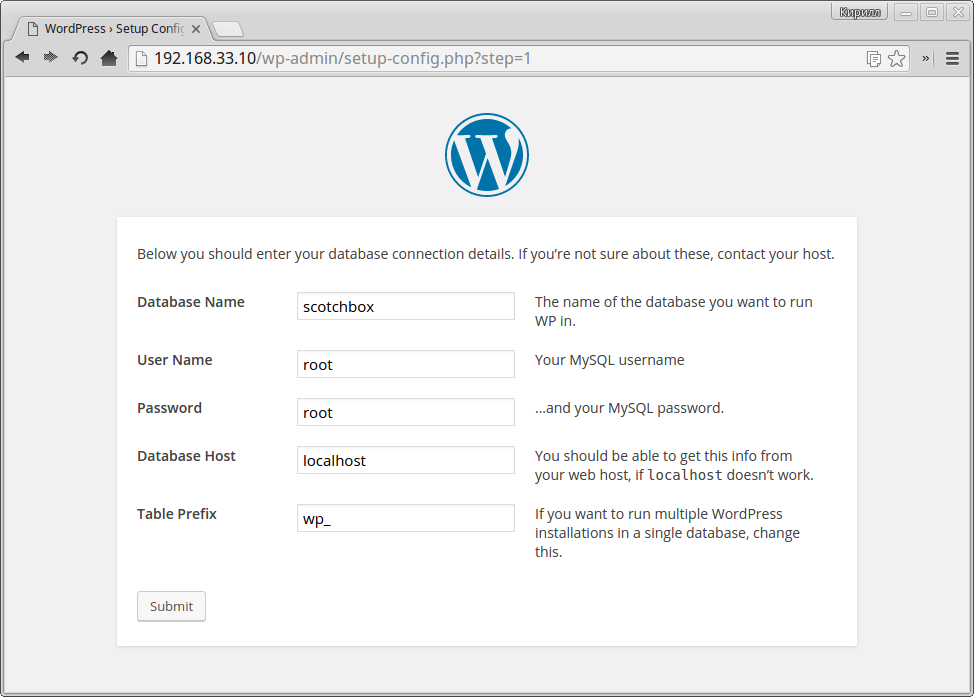 Кирилл
WordPress › Setup Config
192.168.33.10/wp-admin/setup-config.php?step=1
»
Below you should enter your database connection details. If you’re not sure about these, contact your host.
Database Name
scotchbox
The name of the database you want to run
WP in.
User Name
root
Your MySQL username
Password
root
…and your MySQL password.
Database Host
localhost
You should be able to get this info from
your web host, if localhost doesn’t work.
Table Prefix
wp_
If you want to run multiple WordPress
installations in a single database, change
this.
Submit